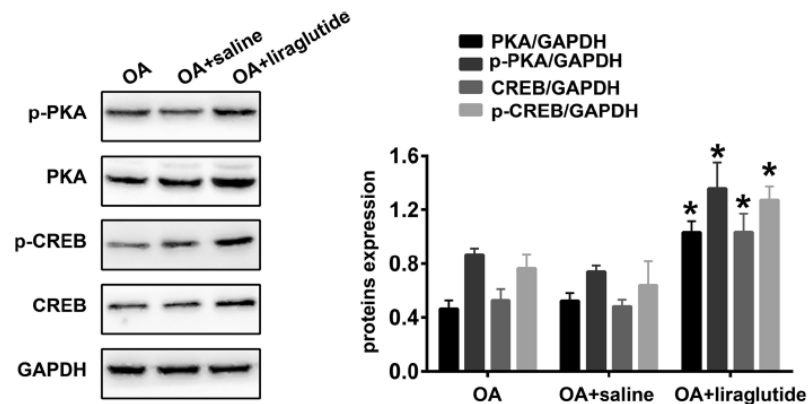 OA
OA+saline
OA+liraglutide
p-PKA
PKA
p-CREB
CREB
GAPDH
PKA/GAPDH
p-PKA/GAPDH
CREB/GAPDH
p-CREB/GAPDH
proteins expression
1.6
1.2
0.8
0.4
0.0
* * * *
OA
OA+saline
OA+liraglutide